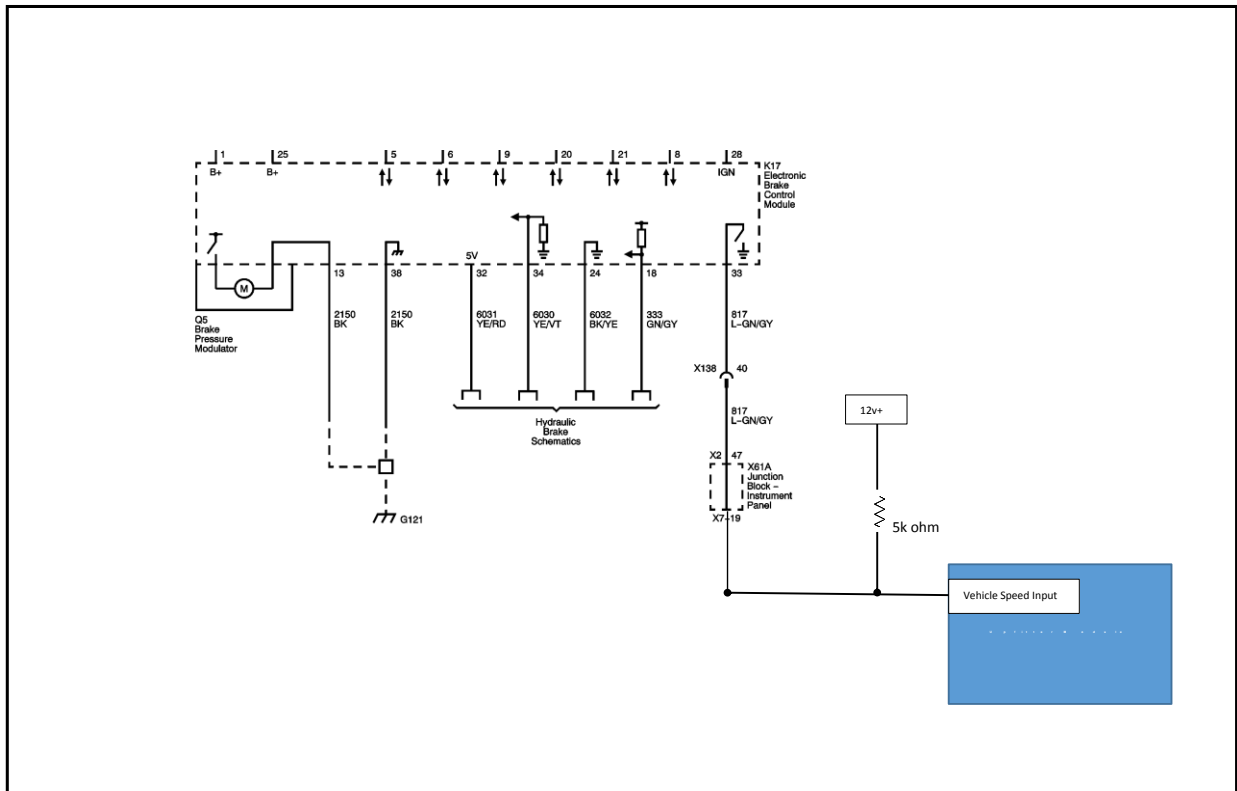 1
25
5
6
9
20
21
8
28
B+
B+
IGN
K17
Electronic
Brake
Control
Module
5V
M
13
38
32
34
24
18
33
Q5
Brake
Pressure
Modulator
2150
BK
2150
BK
6031
YE/RD
6030
YE/VT
6032
BK/YE
333
GN/GY
817
L-GN/GY
X138
40
817
L-GN/GY
Hydraulic
Brake
Schematics
X2
47
X61A
Junction
Block –
Instrument
Panel
X7-19
G121
12v+
5k ohm
Vehicle Speed Input